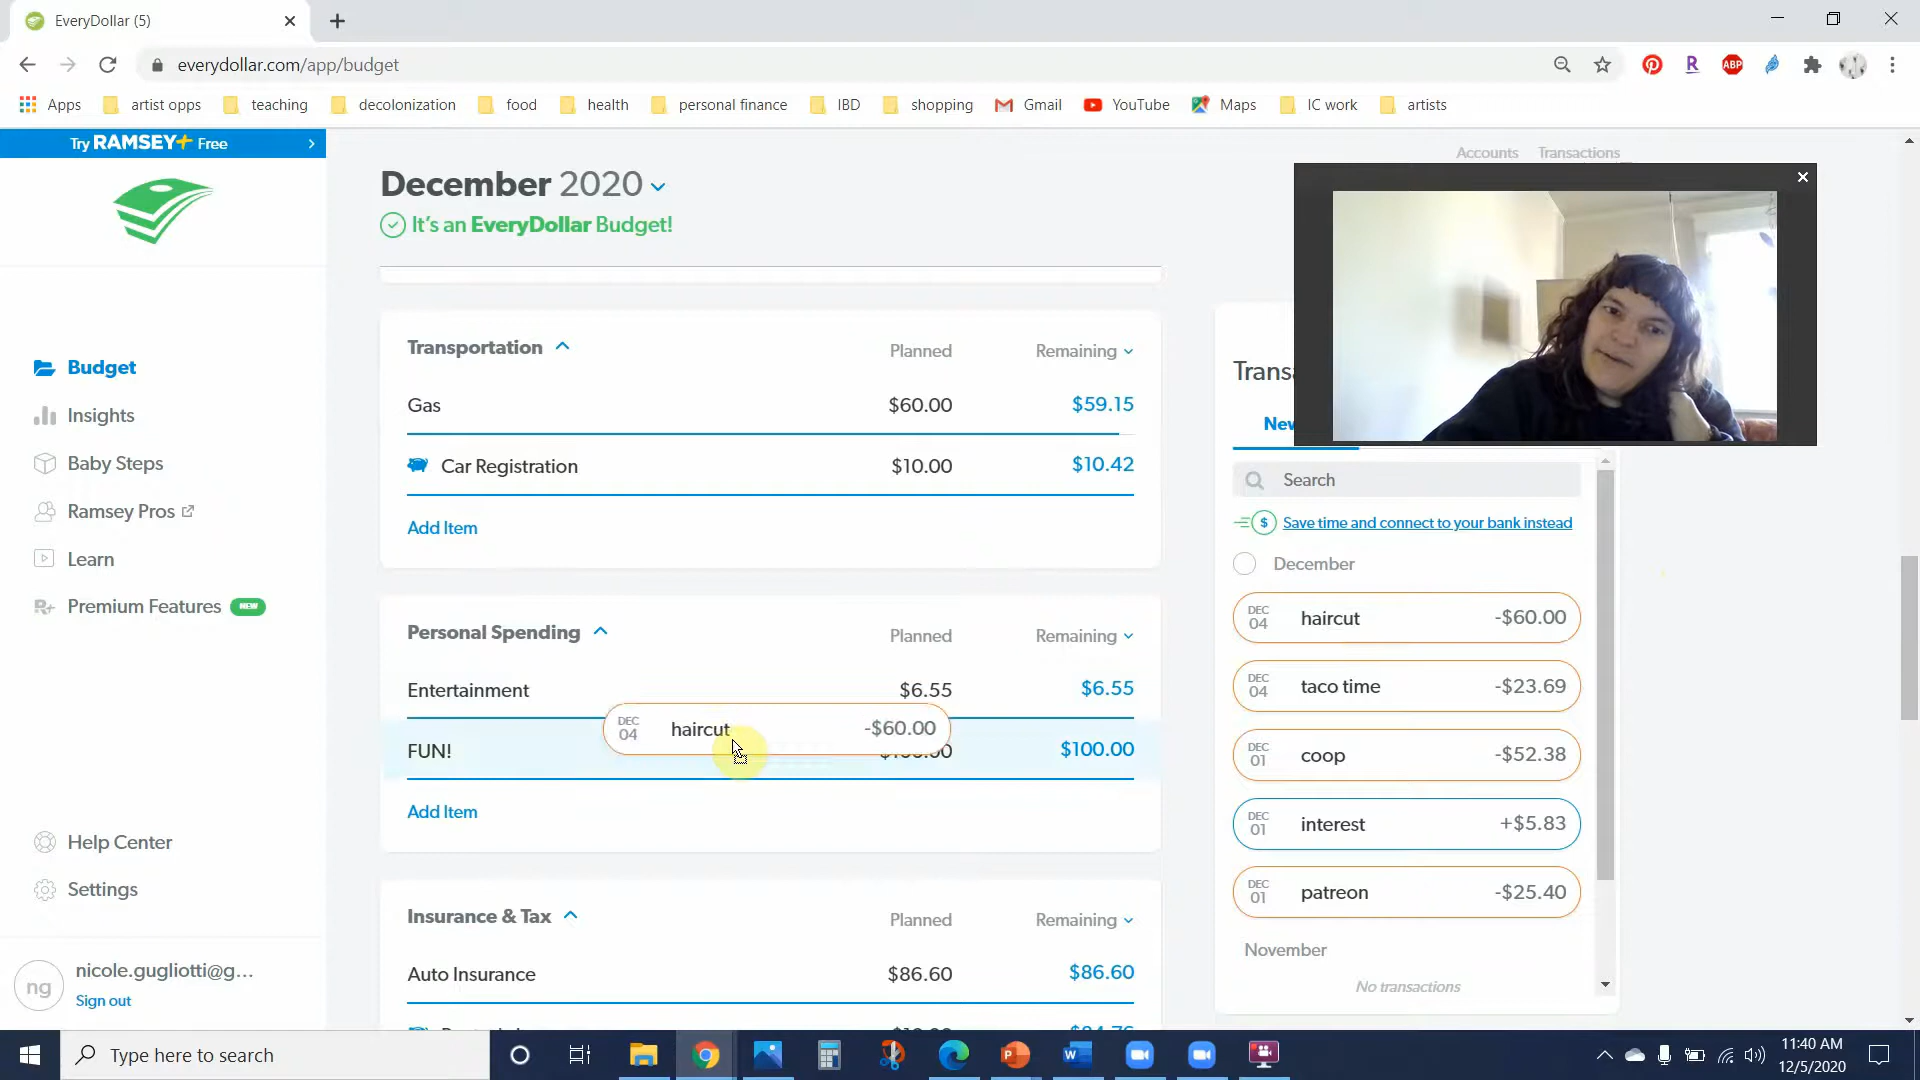 EveryDollar (5)
everydollar.com/app/budget
R
ABP
Apps artist opps teaching decolonization food health personal finance IBD shopping Gmail YouTube Maps IC work artists
Try RAMSEY+ Free
Budget
Insights
Baby Steps
Ramsey Pros
Learn
R+ Premium Features NEW
Help Center
Settings
ng
nicole.gugliotti@g...
Sign out
December 2020
It's an EveryDollar Budget!
Transportation Planned Remaining
Gas $60.00 $59.15
Car Registration $10.00 $10.42
Add Item
Personal Spending Planned Remaining
Entertainment $6.55 $6.55
DEC 04 haircut -$60.00
FUN! $100.00
Add Item
Insurance & Tax Planned Remaining
Auto Insurance $86.60 $86.60
Accounts Transactions
Search
$ Save time and connect to your bank instead
December
DEC 04 haircut -$60.00
DEC 04 taco time -$23.69
DEC 01 coop -$52.38
DEC 01 interest +$5.83
DEC 01 patreon -$25.40
November
No transactions
Type here to search
11:40 AM
12/5/2020